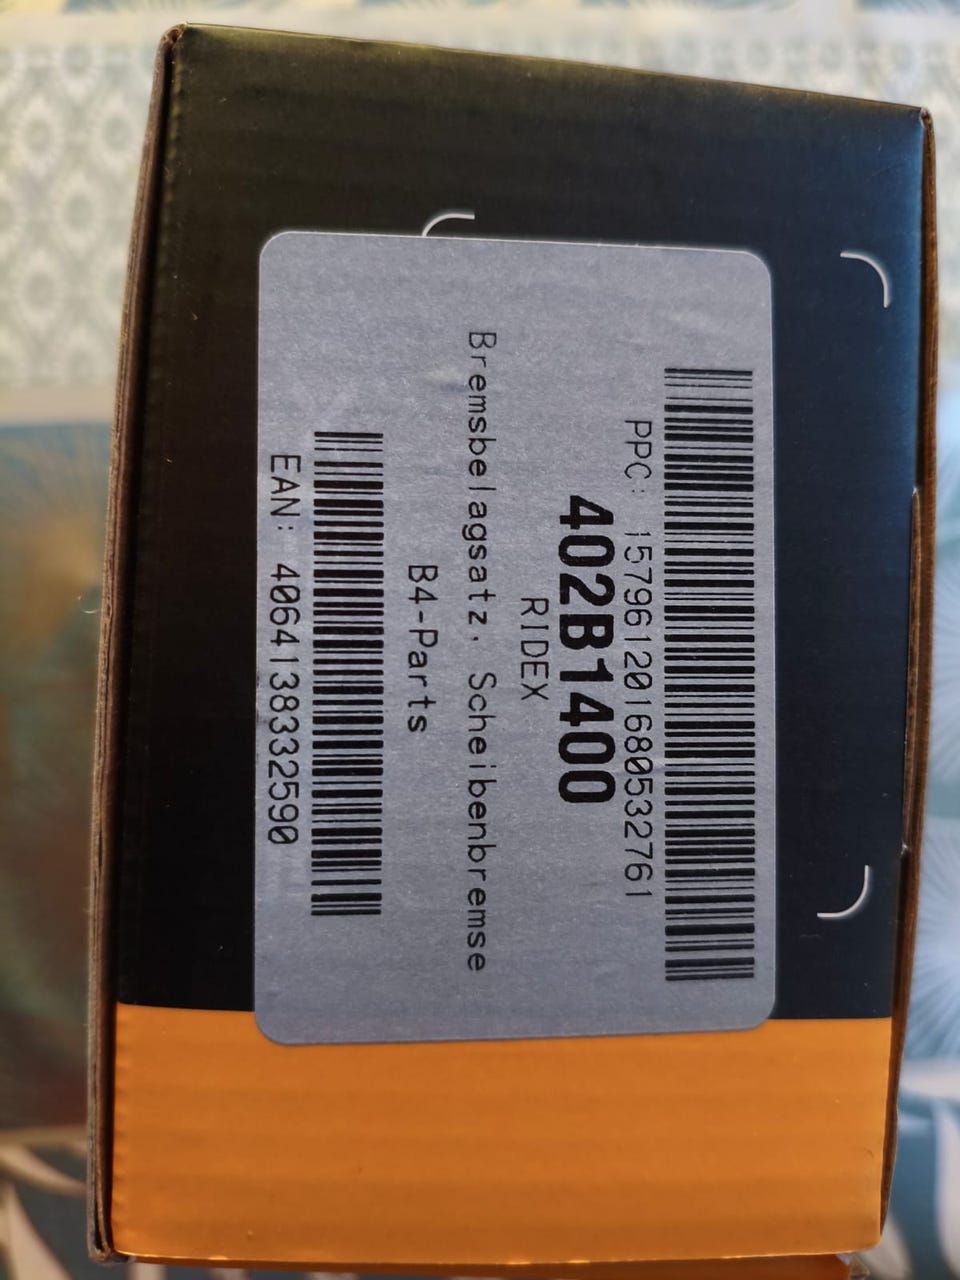 PPC: 157961201680532761
402B1400
RIDEX
Bremsbelagsatz, Scheibenbremse
B4-Parts
EAN: 4064138332590